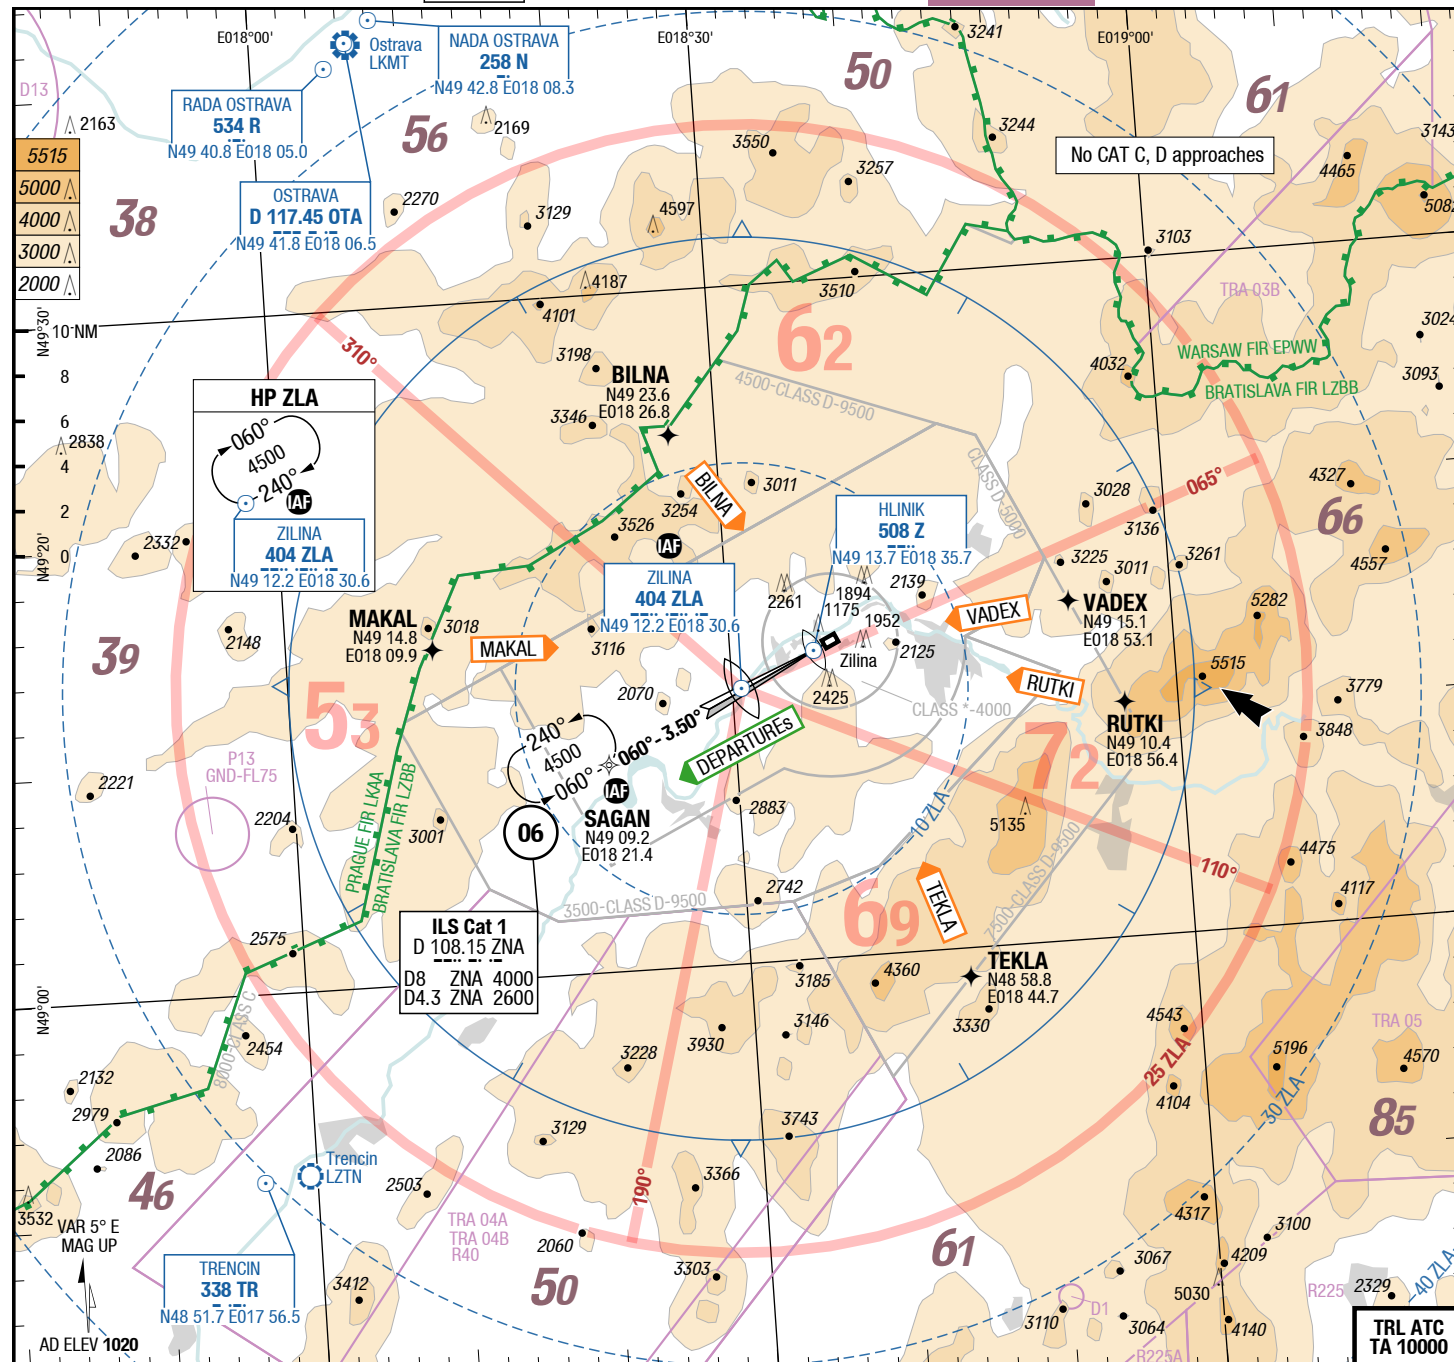 E018°00'
E018°30'
E019°00'
Ostrava
LKMT
NADA OSTRAVA
258 N
N49 42.8 E018 08.3
RADA OSTRAVA
534 R
N49 40.8 E018 05.0
OSTRAVA
D 117.45 OTA
N49 41.8 E018 06.5
D13
2163
5515
5000
4000
3000
2000
38
56
50
61
2169
2270
3129
4597
3550
3257
3241
3244
No CAT C, D approaches
4465
3143
5082
3103
TRA 03B
3024
3093
4187
4101
3510
3198
3346
62
310°
4032
WARSAW FIR EPWW
BRATISLAVA FIR LZBB
N49°30'
10 NM
8
6
4
2
0
N49°20'
2838
2332
HP ZLA
060°
4500
240°
IAF
ZILINA
404 ZLA
N49 12.2 E018 30.6
BILNA
N49 23.6
E018 26.8
4500-CLASS D-9500
CLASS D-5000
BILNA
3011
3254
3526
IAF
HLINIK
508 Z
N49 13.7 E018 35.7
ZILINA
404 ZLA
N49 12.2 E018 30.6
065°
3028
3136
3225
3011
3261
4327
66
4557
5282
2261
1894
1175
2139
1952
2125
Zilina
2425
CLASS *-4000
VADEX
VADEX
N49 15.1
E018 53.1
RUTKI
RUTKI
N49 10.4
E018 56.4
5515
3779
3848
MAKAL
N49 14.8
E018 09.9
3018
MAKAL
3116
2070
2148
39
53
P13
GND-FL75
2221
2204
240°
4500
060°
060°- 3.50°
DEPARTUREs
IAF
SAGAN
N49 09.2
E018 21.4
06
2883
10 ZLA
72
5135
7500-CLASS D-9500
110°
4475
4117
PRAGUE FIR LKAA
BRATISLAVA FIR LZBB
3001
2575
ILS Cat 1
D 108.15 ZNA
D8 ZNA 4000
D4.3 ZNA 2600
3500-CLASS D-9500
2742
69
TEKLA
TEKLA
N48 58.8
E018 44.7
3185
4360
3330
3146
3930
3228
N49°00'
8000-CLASS C
2454
2132
2979
2086
3532
46
VAR 5° E
MAG UP
AD ELEV 1020
Trencin
LZTN
TRENCIN
338 TR
N48 51.7 E017 56.5
2503
3129
3743
3366
190°
TRA 04A
TRA 04B
R40
2060
50
3303
3412
25 ZLA
30 ZLA
40 ZLA
4543
4104
5196
TRA 05
4570
85
4317
3100
61
3067
4209
5030
4140
3064
3110
D1
R225
R225A
2329
TRL ATC
TA 10000